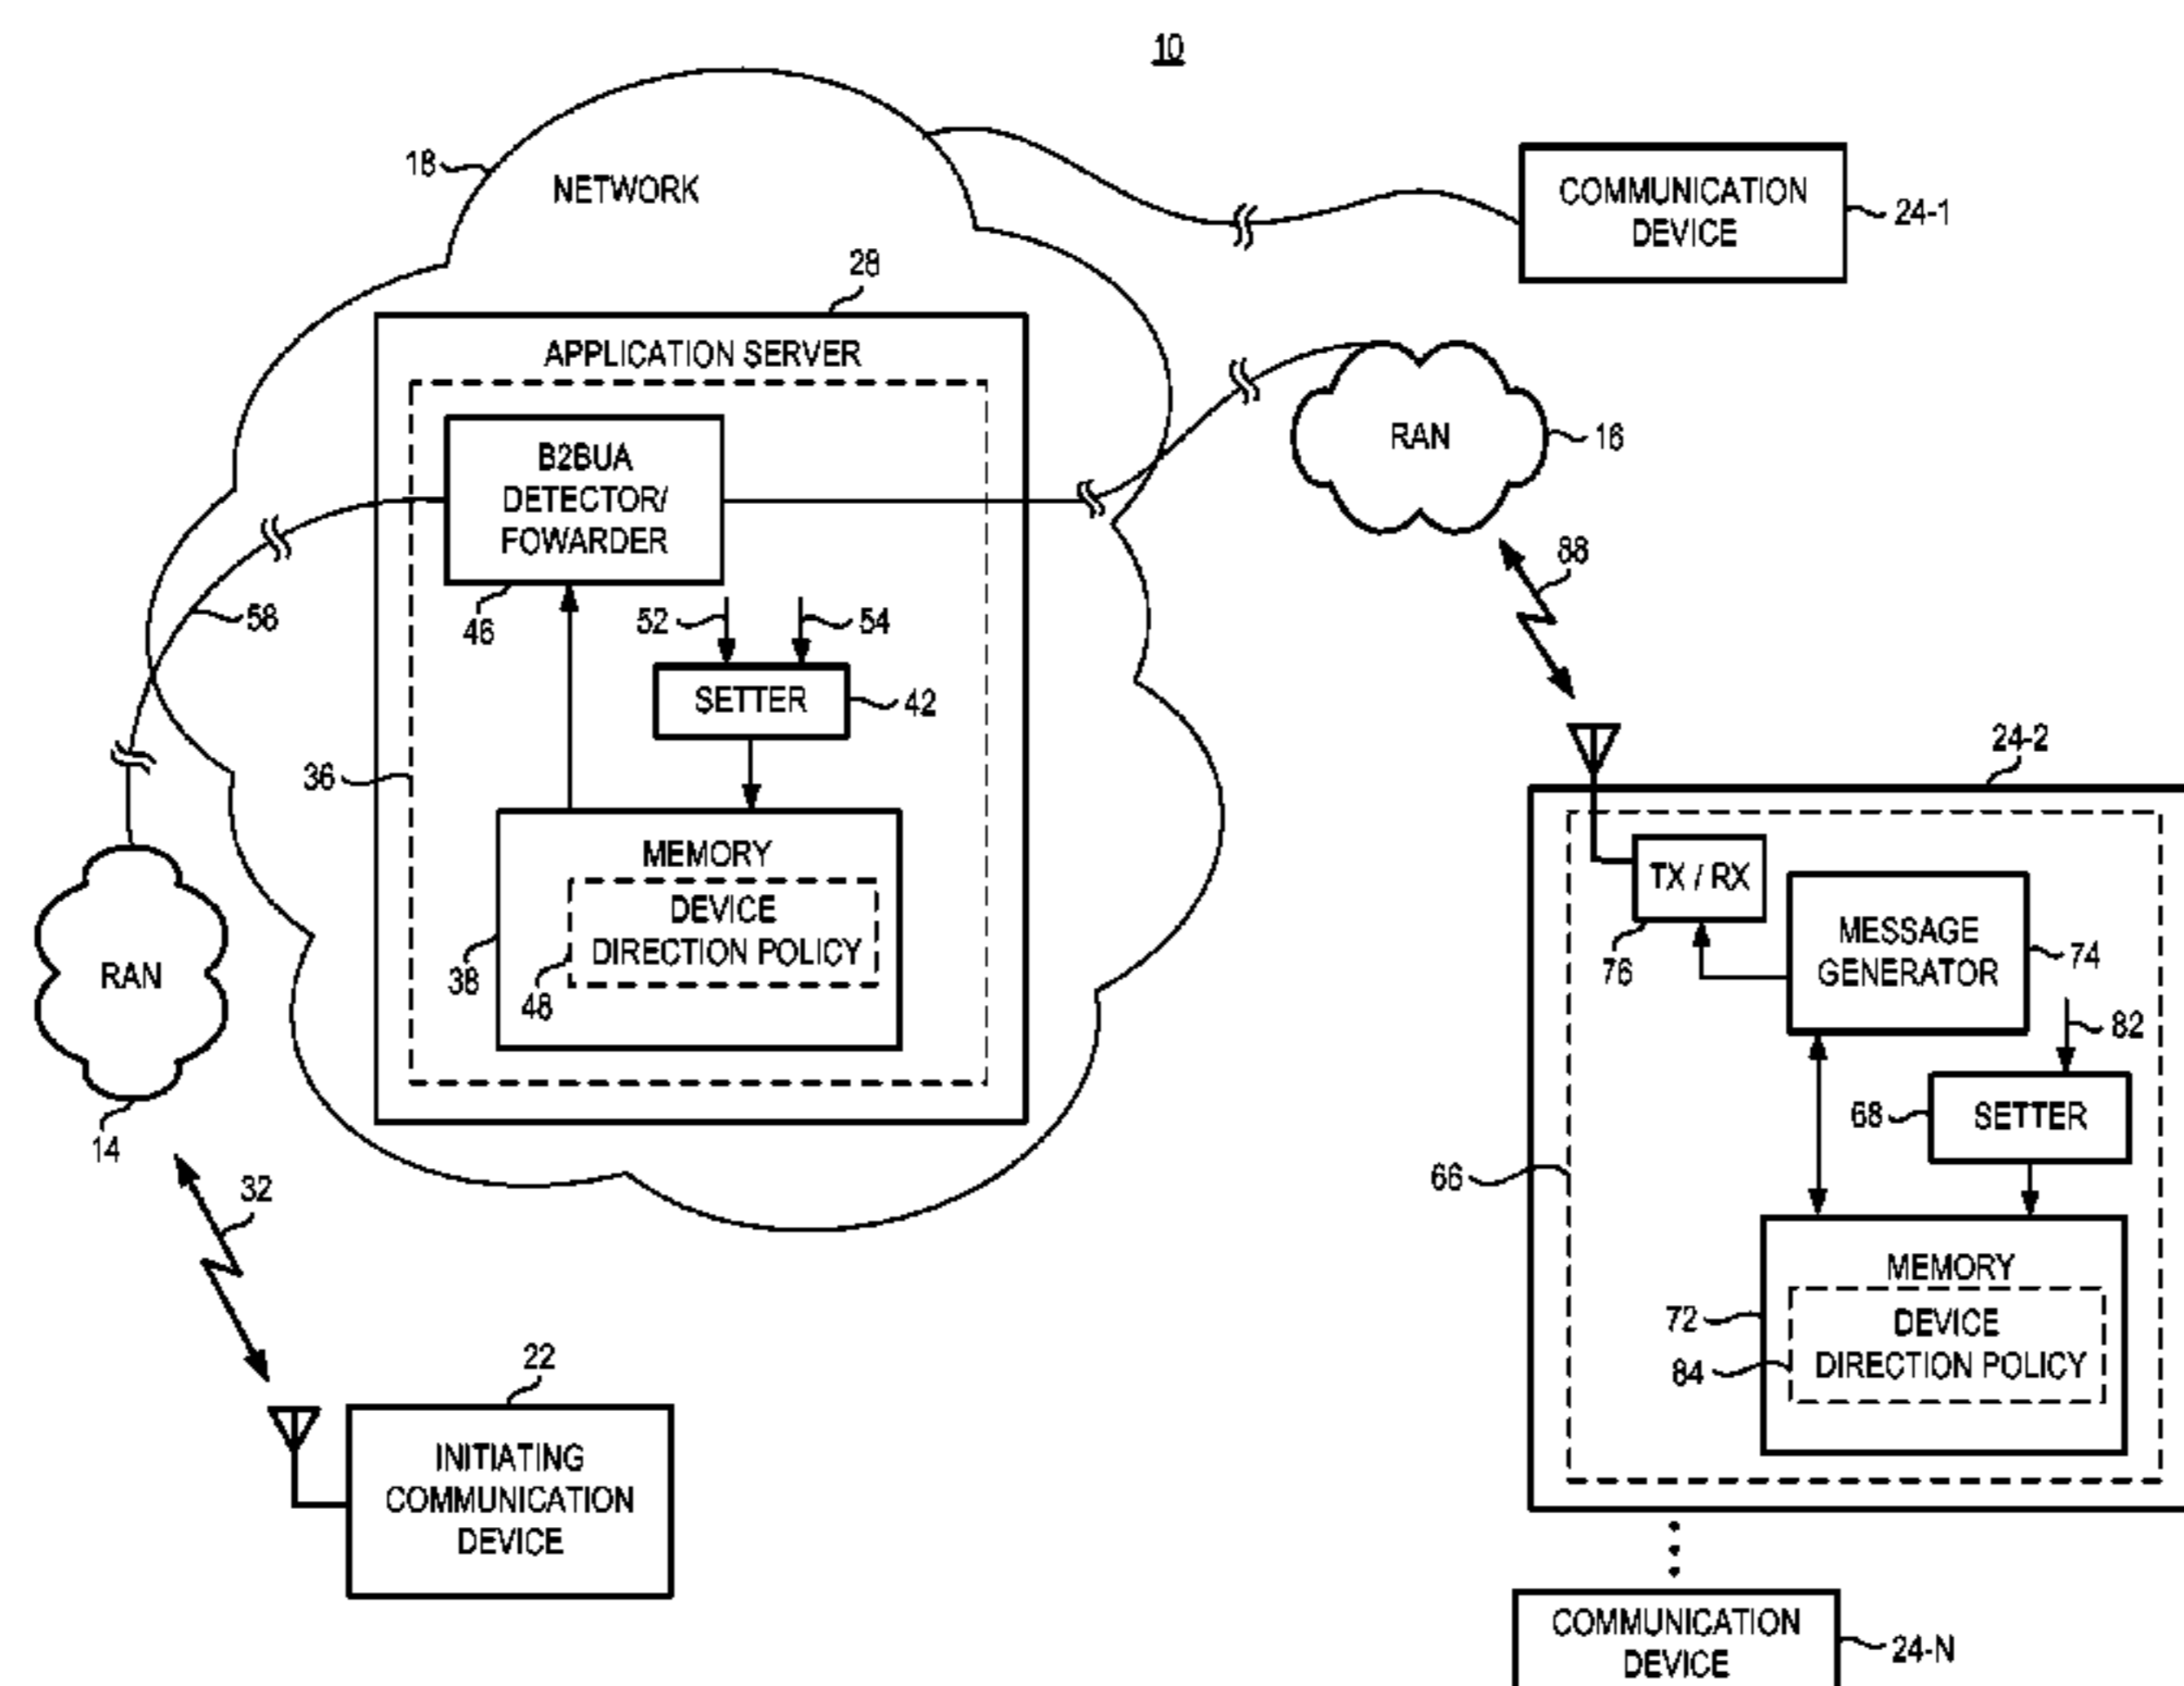 10
18
NETWORK
COMMUNICATION
DEVICE
24-1
28
APPLICATION SERVER
B2BUA
DETECTOR/
FOWARDER
46
52
54
SETTER
42
36
MEMORY
DEVICE
DIRECTION POLICY
38
48
58
RAN
16
88
RAN
14
32
22
INITIATING
COMMUNICATION
DEVICE
24-2
TX / RX
76
MESSAGE
GENERATOR
74
82
68
SETTER
66
MEMORY
72
DEVICE
DIRECTION POLICY
84
COMMUNICATION
DEVICE
24-N